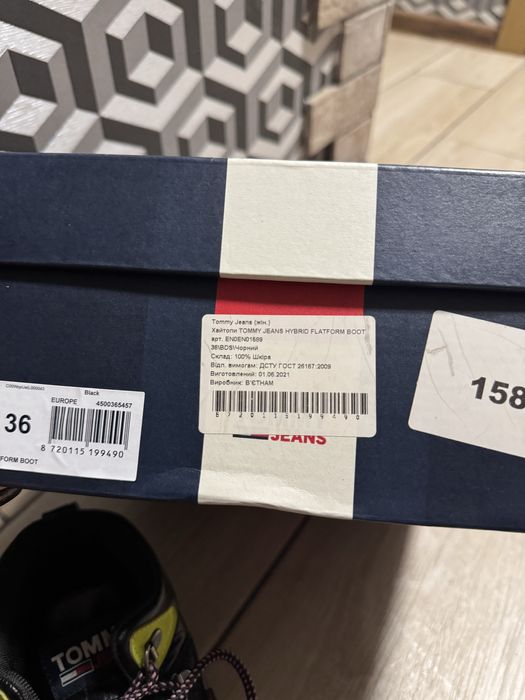 Tommy Jeans (жін.)
Хайтопи TOMMY JEANS HYBRID FLATFORM BOOT
арт. EN0EN01589
36\BDS\Чорний
Склад: 100% Шкіра
Відп. вимогам: ДСТУ ГОСТ 26167:2009
Виготовлений: 01.06.2021
Виробник: В'ЄТНАМ
8720115199490
JEANS
Black
EUROPE 4500365457
36
8 720115 199490
FORM BOOT
158
TOMM